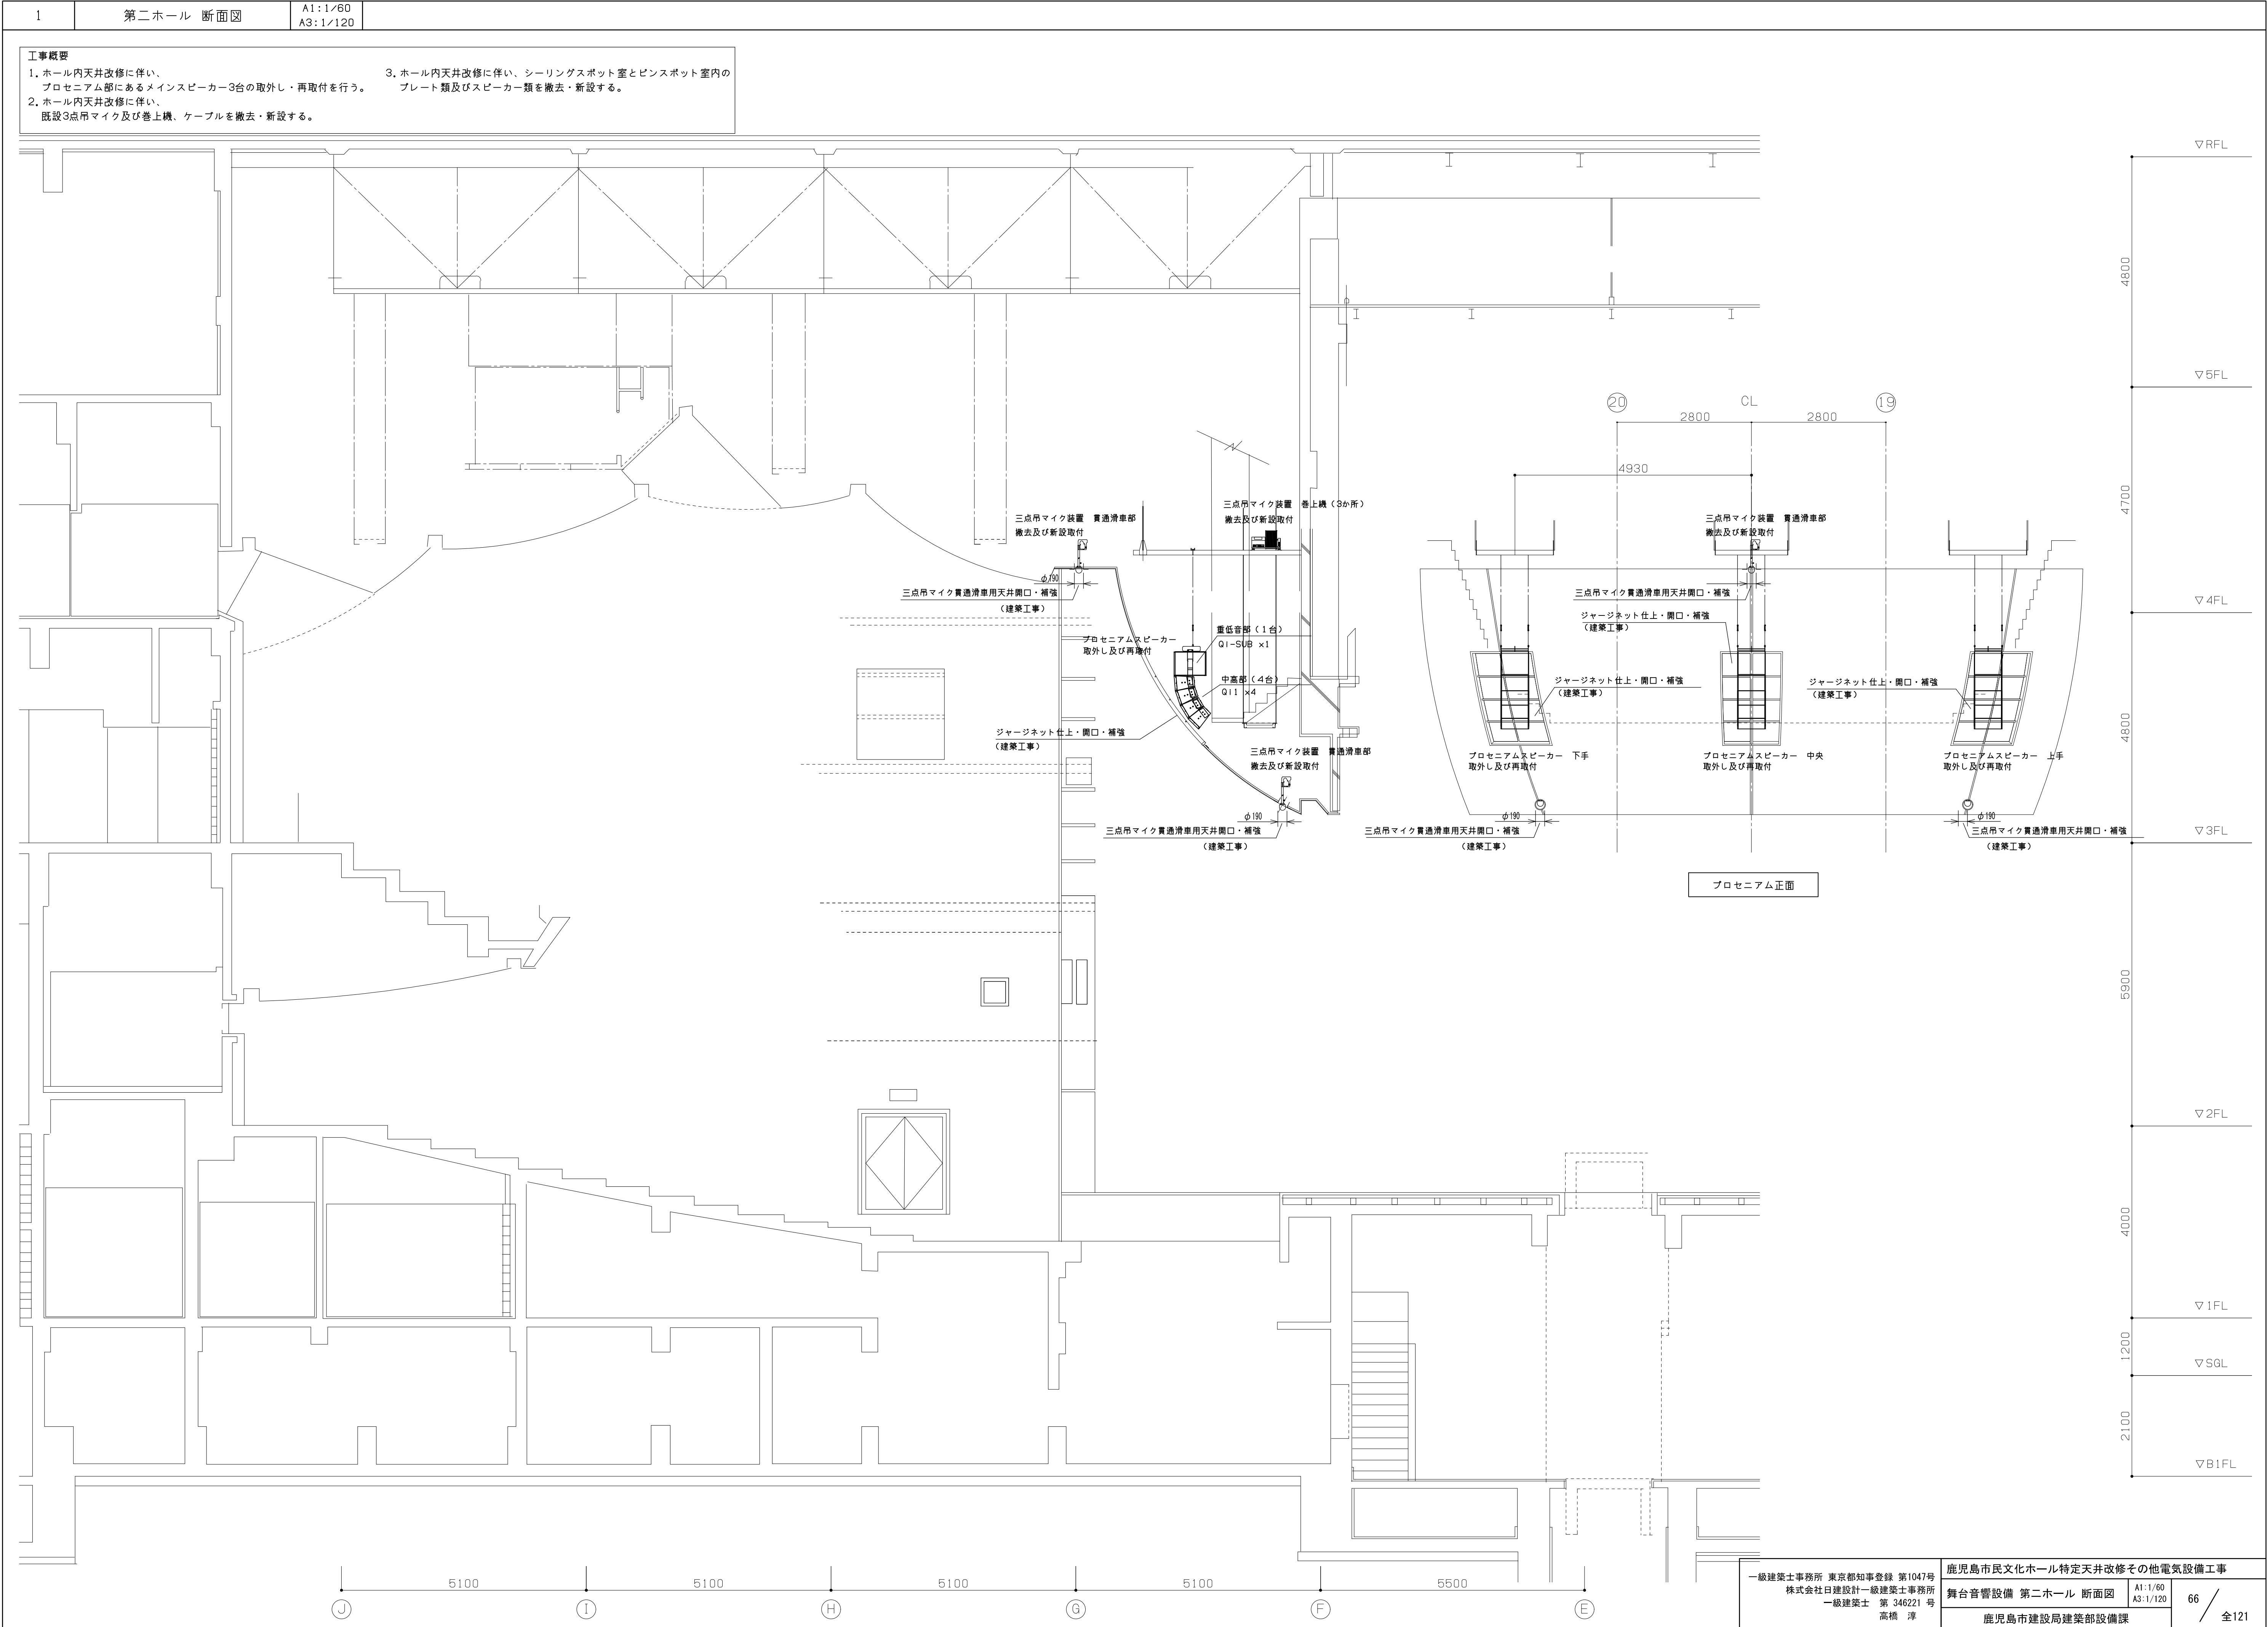 1
第二ホール 断面図
A1:1/60
A3:1/120
工事概要
1．ホール内天井改修に伴い、
プロセニアム部にあるメインスピーカー3台の取外し・再取付を行う。
2．ホール内天井改修に伴い、
既設3点吊マイク及び巻上機、ケーブルを撤去・新設する。
3．ホール内天井改修に伴い、シーリングスポット室とピンスポット室内の
プレート類及びスピーカー類を撤去・新設する。
▽RFL
4800
▽5FL
4700
▽4FL
4800
▽3FL
5900
▽2FL
4000
▽1FL
1200
▽SGL
2100
▽B1FL
20
CL
19
2800
2800
4930
三点吊マイク装置　貫通滑車部
撤去及び新設取付
三点吊マイク装置　巻上機（3か所）
撤去及び新設取付
φ190
三点吊マイク貫通滑車用天井開口・補強
（建築工事）
プロセニアムスピーカー
取外し及び再取付
重低音部（1台）
Q1-SUB x1
中高部（4台）
Q11 x4
ジャージネット仕上・開口・補強
（建築工事）
三点吊マイク装置　貫通滑車部
撤去及び新設取付
φ190
三点吊マイク貫通滑車用天井開口・補強
（建築工事）
三点吊マイク装置　貫通滑車部
撤去及び新設取付
三点吊マイク貫通滑車用天井開口・補強
ジャージネット仕上・開口・補強
（建築工事）
ジャージネット仕上・開口・補強
（建築工事）
ジャージネット仕上・開口・補強
（建築工事）
プロセニアムスピーカー　下手
取外し及び再取付
プロセニアムスピーカー　中央
取外し及び再取付
プロセニアムスピーカー　上手
取外し及び再取付
φ190
三点吊マイク貫通滑車用天井開口・補強
（建築工事）
φ190
三点吊マイク貫通滑車用天井開口・補強
（建築工事）
プロセニアム正面
5100
5100
5100
5100
5500
J
I
H
G
F
E
一級建築士事務所 東京都知事登録 第1047号
株式会社日建設計一級建築士事務所
一級建築士　第 346221 号
高橋　淳
鹿児島市民文化ホール特定天井改修その他電気設備工事
舞台音響設備 第二ホール 断面図
A1:1/60
A3:1/120
鹿児島市建設局建築部設備課
66
全121